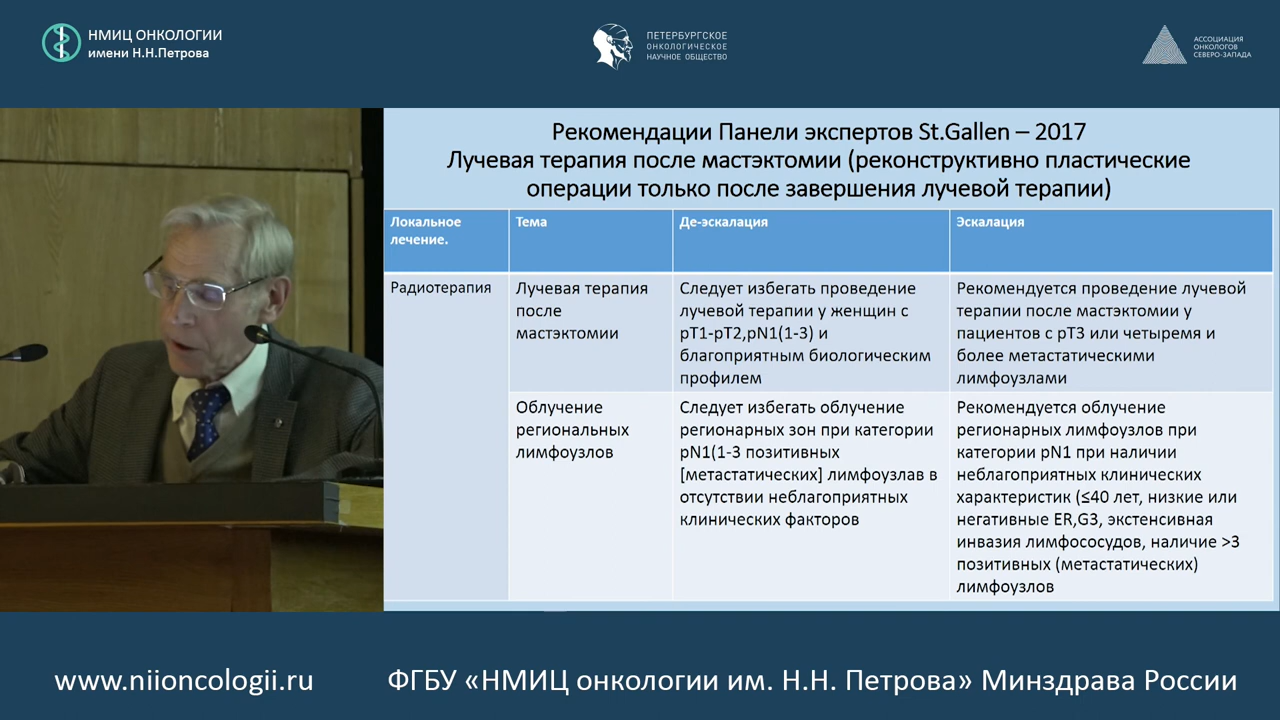 НМИЦ ОНКОЛОГИИ
имени Н.Н.Петрова
ПЕТЕРБУРГСКОЕ
ОНКОЛОГИЧЕСКОЕ
НАУЧНОЕ ОБЩЕСТВО
АССОЦИАЦИЯ
ОНКОЛОГОВ
СЕВЕРО-ЗАПАДА
Рекомендации Панели экспертов St.Gallen – 2017
Лучевая терапия после мастэктомии (реконструктивно пластические
операции только после завершения лучевой терапии)
Локальное
лечение.
Тема
Де-эскалация
Эскалация
Радиотерапия
Лучевая терапия
после
мастэктомии
Следует избегать проведение
лучевой терапии у женщин с
pT1-pT2,pN1(1-3) и
благоприятным биологическим
профилем
Рекомендуется проведение лучевой
терапии после мастэктомии у
пациентов с pT3 или четыремя и
более метастатическими
лимфоузлами
Облучение
региональных
лимфоузлов
Следует избегать облучение
регионарных зон при категории
pN1(1-3 позитивных
[метастатических] лимфоузлав в
отсутствии неблагоприятных
клинических факторов
Рекомендуется облучение
регионарных лимфоузлов при
категории pN1 при наличии
неблагоприятных клинических
характеристик (≤40 лет, низкие или
негативные ER,G3, экстенсивная
инвазия лимфососудов, наличие >3
позитивных (метастатических)
лимфоузлов
www.niioncologii.ru
ФГБУ «НМИЦ онкологии им. Н.Н. Петрова» Минздрава России